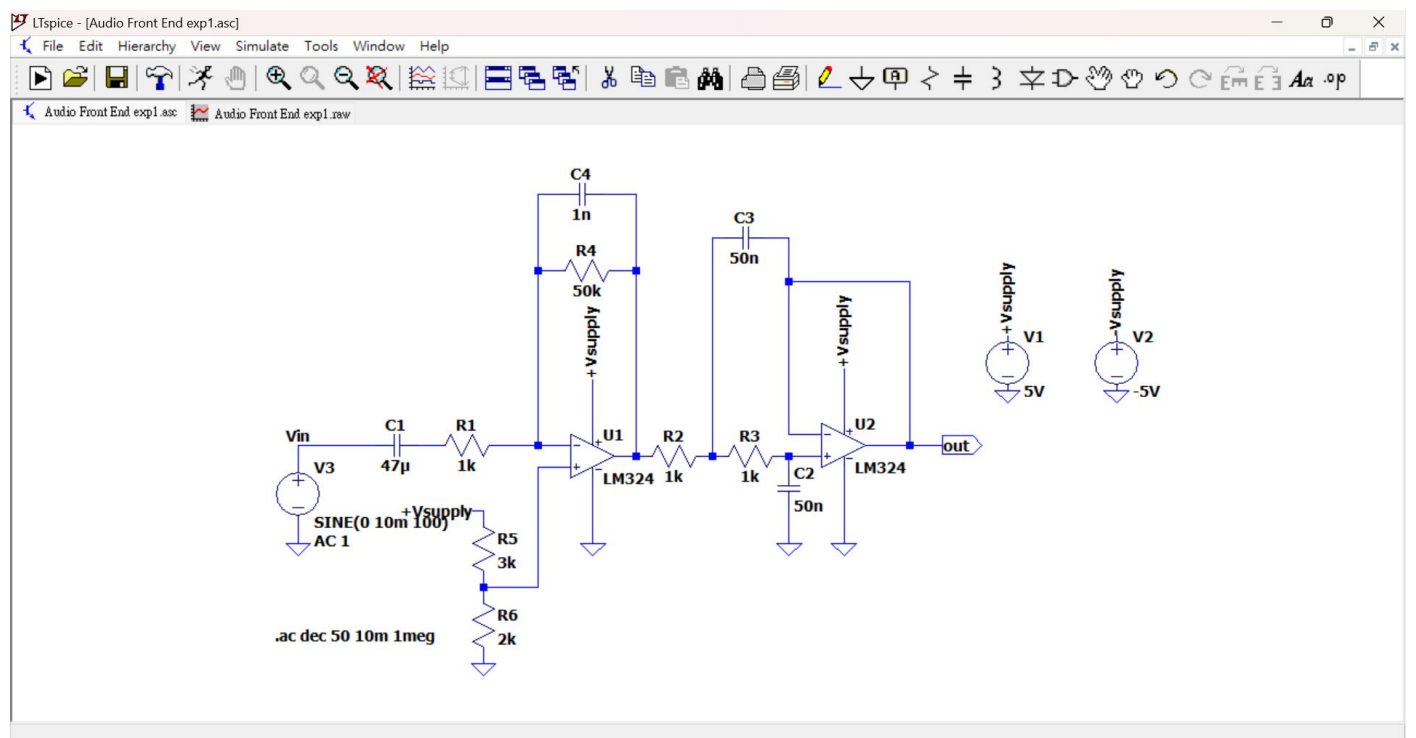 LTspice - [Audio Front End exp1.asc]
File Edit Hierarchy View Simulate Tools Window Help
A
Aa .op
Audio Front End exp1.asc Audio Front End exp1.raw
C4
1n
R4
50k
+Vsupply
C3
50n
+Vsupply
+Vsupply
V1
5V
-Vsupply
V2
-5V
Vin
C1
47µ
R1
1k
U1
LM324
R2
1k
R3
1k
C2
50n
U2
LM324
out
V3
SINE(0 10m 100)
AC 1
+Vsupply
R5
3k
R6
2k
.ac dec 50 10m 1meg